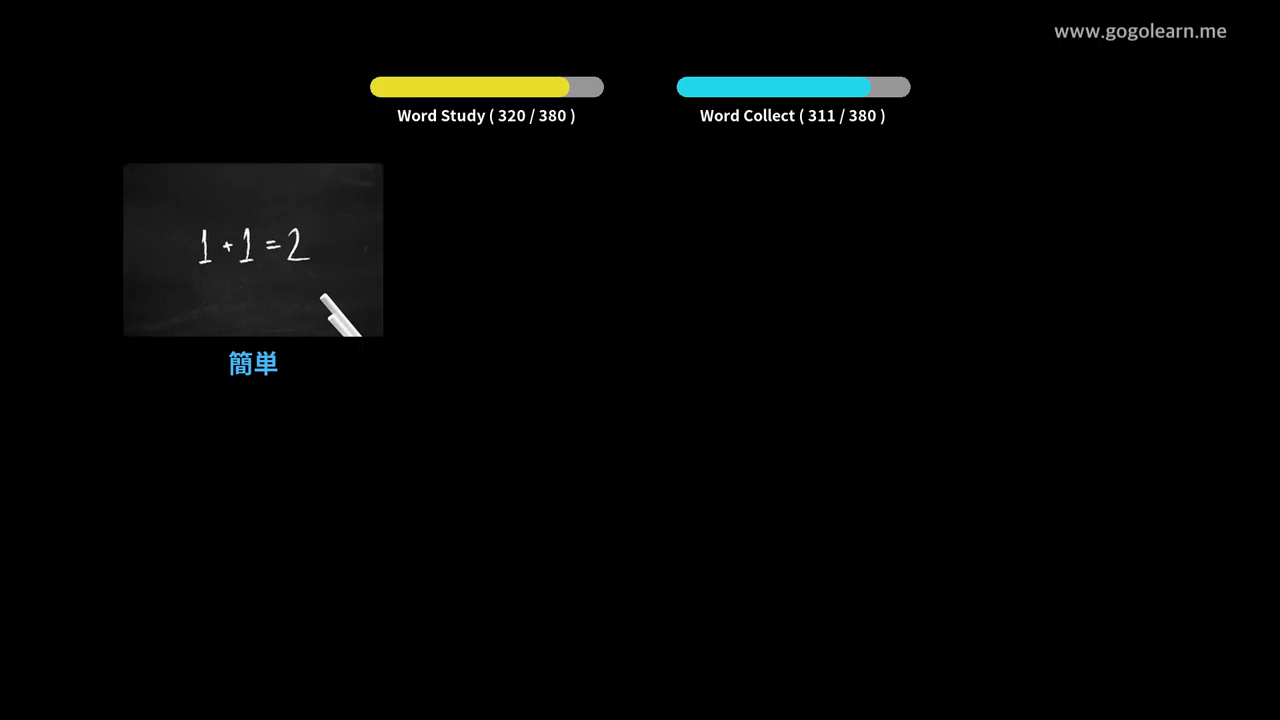 www.gogolearn.me
Word Study ( 320 / 380 )
Word Collect ( 311 / 380 )
1 + 1 = 2
簡単